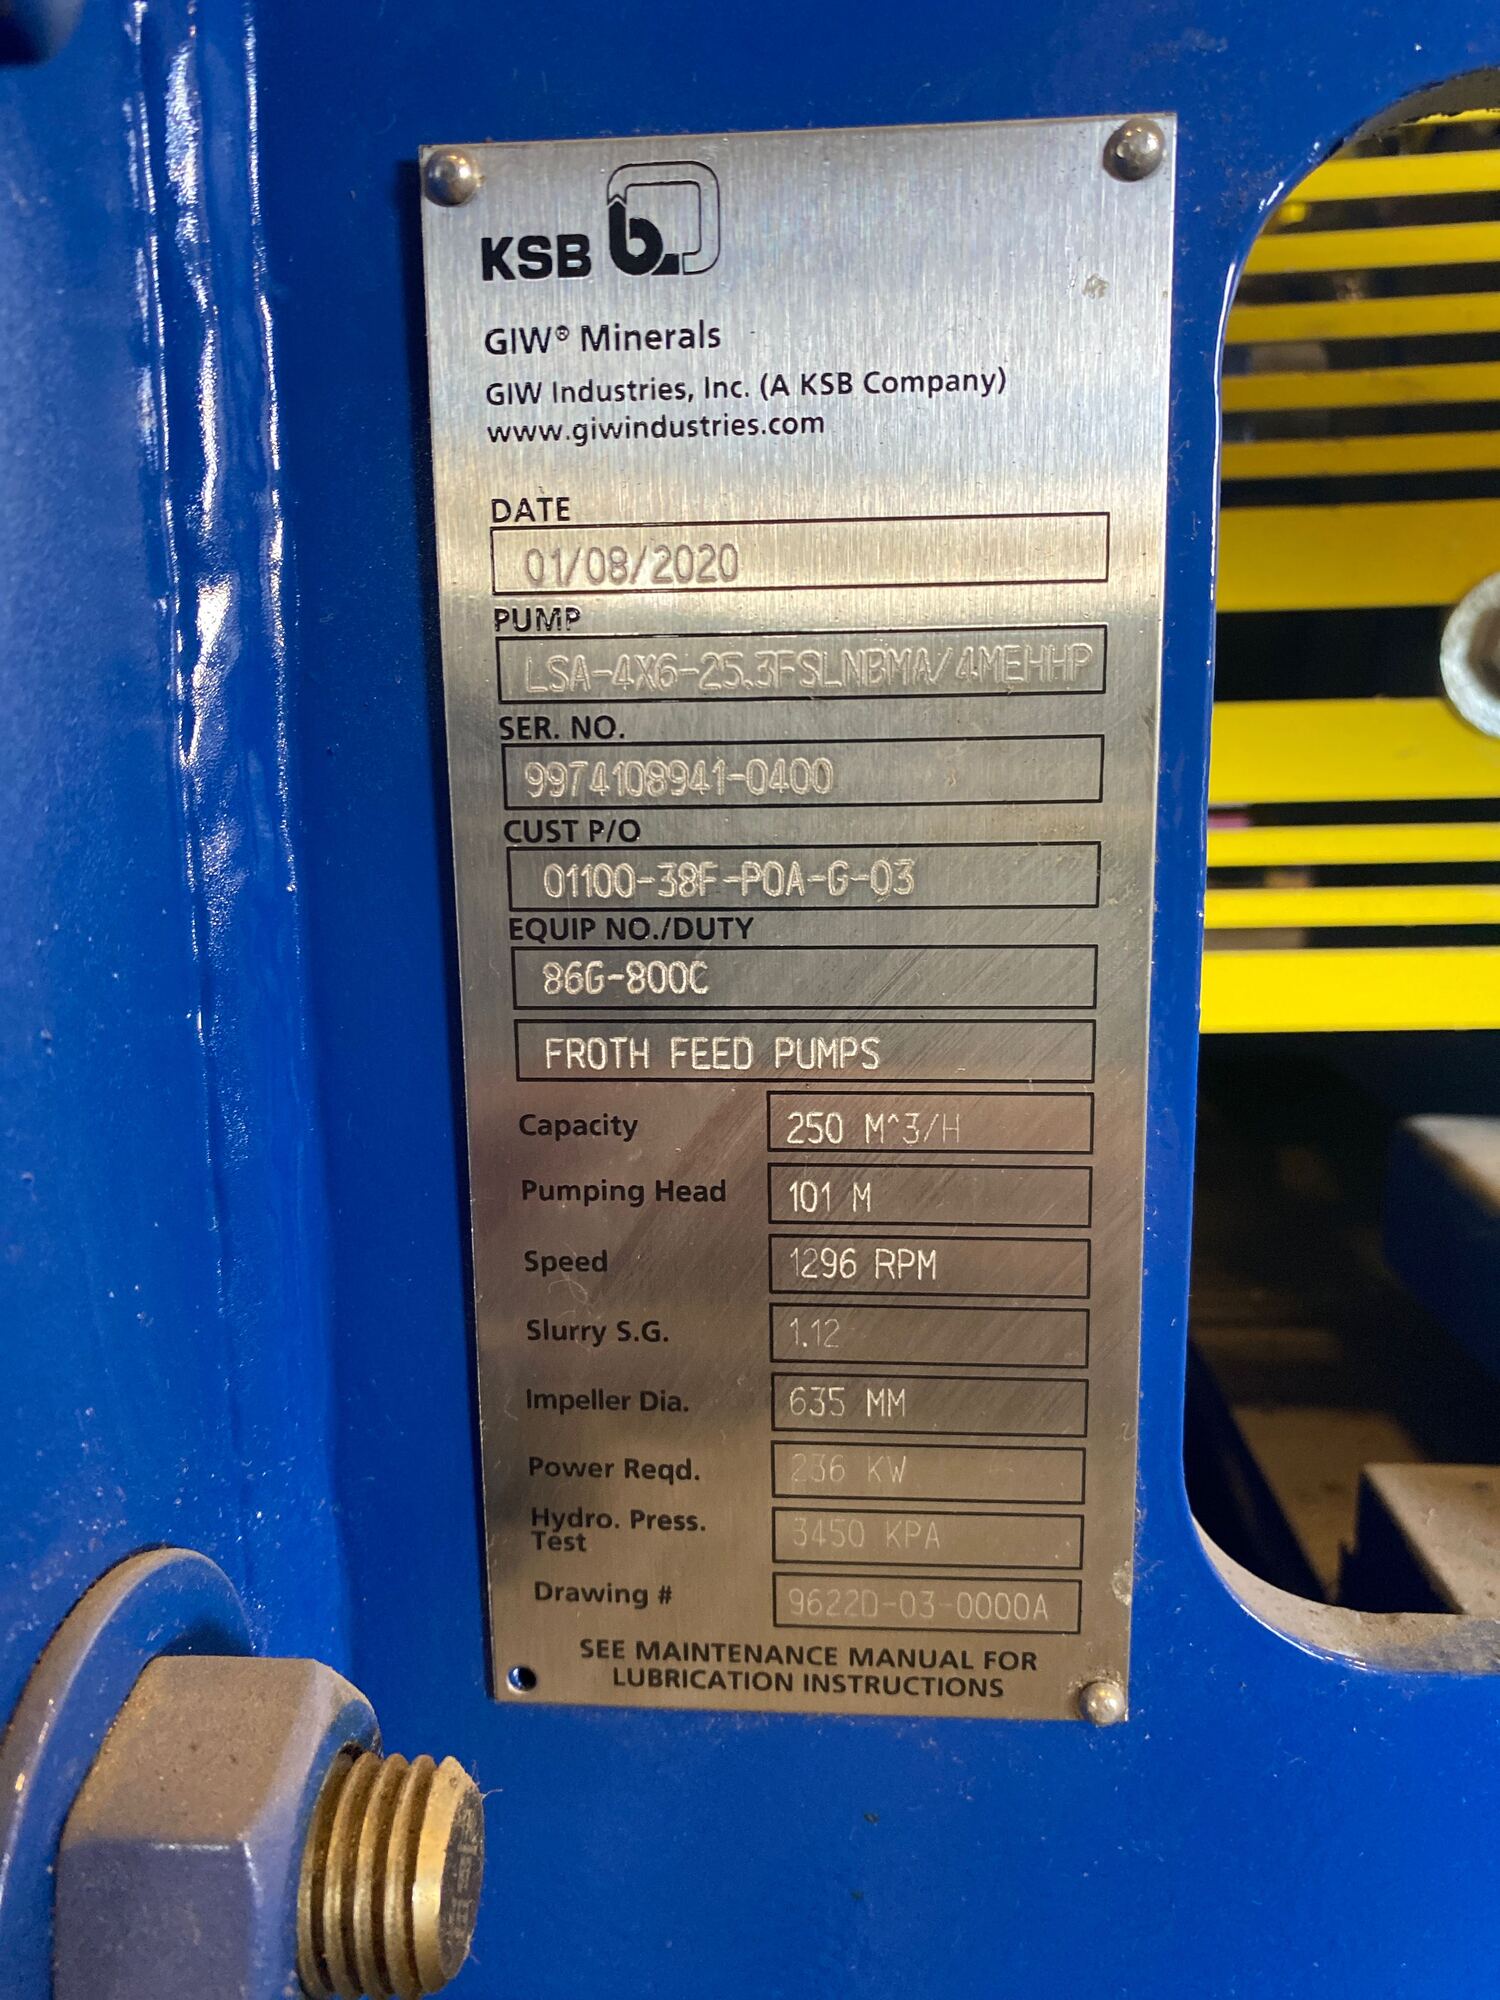 KSB
GIW® Minerals
GIW Industries, Inc. (A KSB Company)
www.giwindustries.com
DATE
01/08/2020
PUMP
LSA-4X6-25.3FSLNBMA/4MEHHP
SER. NO.
9974108941-0400
CUST P/O
01100-38F-POA-G-03
EQUIP NO./DUTY
86G-800C
FROTH FEED PUMPS
Capacity 250 M^3/H
Pumping Head 101 M
Speed 1296 RPM
Slurry S.G. 1.12
Impeller Dia. 635 MM
Power Reqd. 236 KW
Hydro. Press. Test 3450 KPA
Drawing # 9622D-03-0000A
SEE MAINTENANCE MANUAL FOR
LUBRICATION INSTRUCTIONS